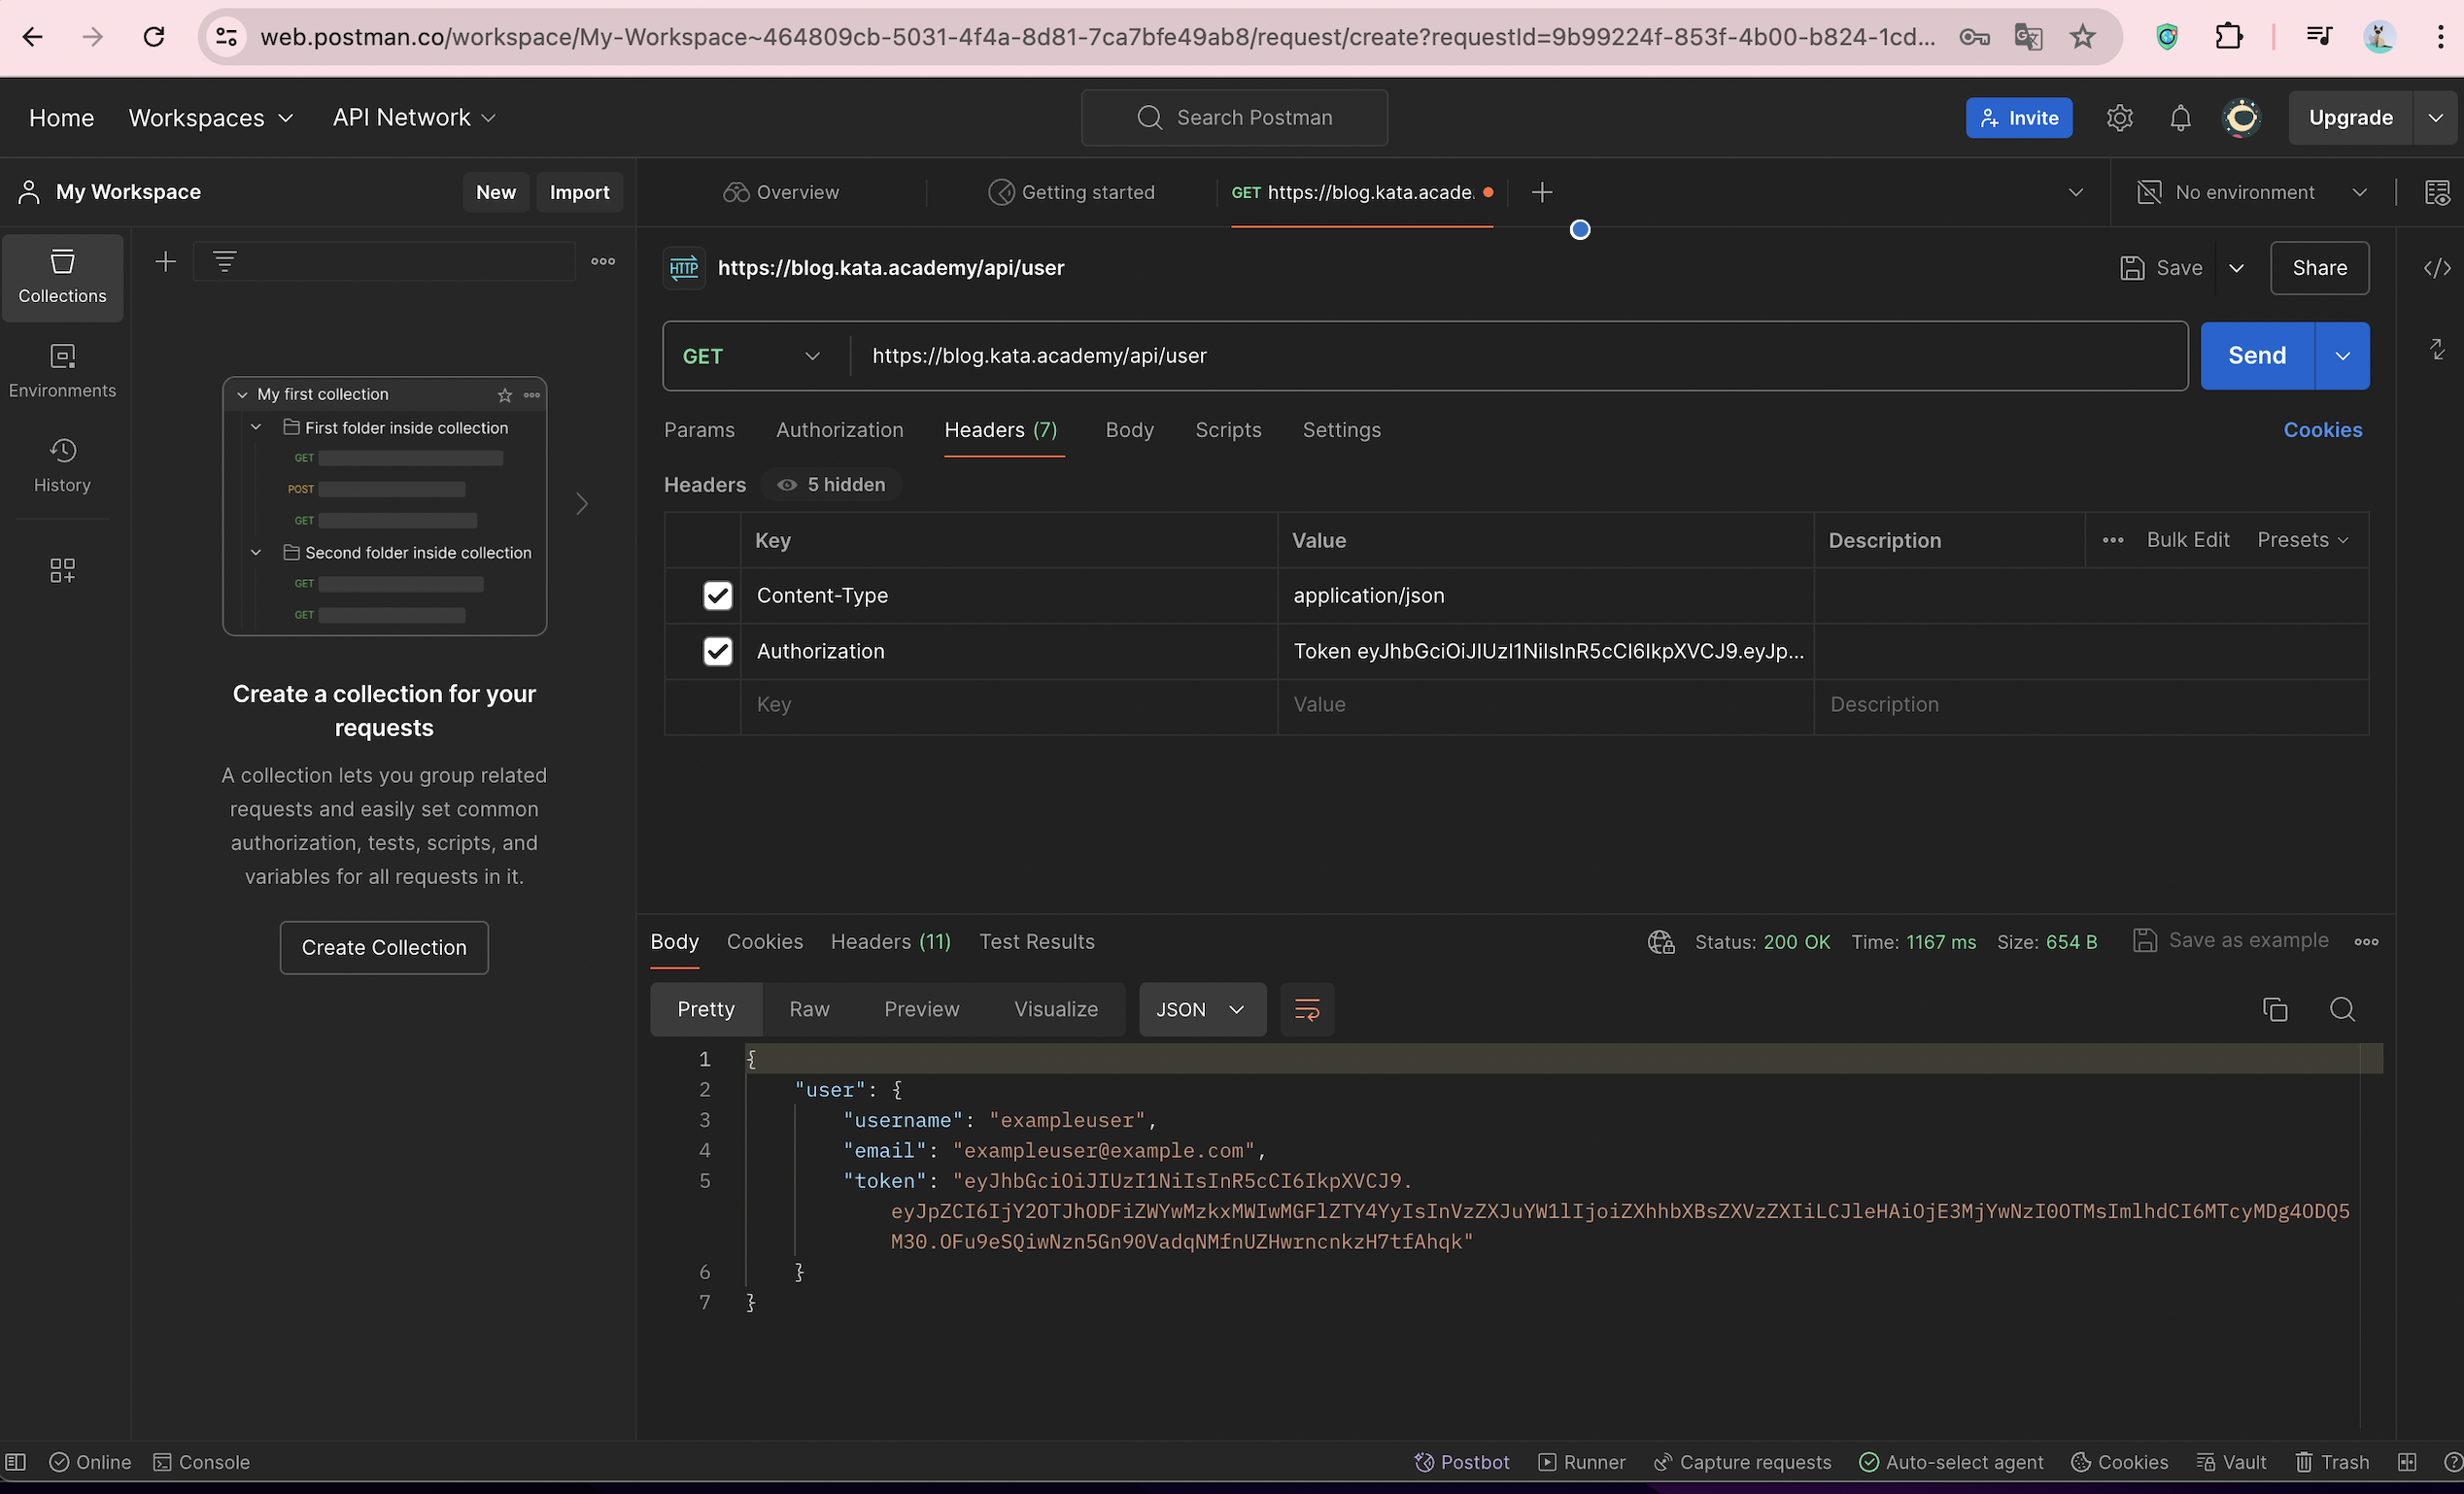 web.postman.co/workspace/My-Workspace~464809cb-5031-4f4a-8d81-7ca7bfe49ab8/request/create?requestId=9b99224f-853f-4b00-b824-1cd...
Home Workspaces API Network Search Postman Invite Upgrade
My Workspace New Import Overview Getting started GET https://blog.kata.acade. No environment
Collections
Environments
History
My first collection
First folder inside collection
GET
POST
GET
Second folder inside collection
GET
GET
Create a collection for your
requests
A collection lets you group related
requests and easily set common
authorization, tests, scripts, and
variables for all requests in it.
Create Collection
HTTP https://blog.kata.academy/api/user Save Share
GET https://blog.kata.academy/api/user Send
Params Authorization Headers (7) Body Scripts Settings Cookies
Headers 5 hidden
Key Value Description Bulk Edit Presets
Content-Type application/json
Authorization Token eyJhbGciOiJIUzI1NiIsInR5cCI6IkpXVCJ9.eyJp...
Key Value Description
Body Cookies Headers (11) Test Results Status: 200 OK Time: 1167 ms Size: 654 B Save as example
Pretty Raw Preview Visualize JSON
1 {
2 "user": {
3 "username": "exampleuser",
4 "email": "exampleuser@example.com",
5 "token": "eyJhbGciOiJIUzI1NiIsInR5cCI6IkpXVCJ9.
eyJpZCI6IjY2OTJhODFiZWYwMzkxMWIwMGFlZTY4YyIsInVzZXJuYW1lIjoiZXhhbXBsZXVzZXIiLCJleHAiOjE3MjYwNzI0OTMsImlhdCI6MTcyMDg4ODQ5
M30.OFu9eSQiwNzn5Gn90VadqNMfnUZHwrncnkzH7tfAhqk"
6 }
7 }
Online Console Postbot Runner Capture requests Auto-select agent Cookies Vault Trash